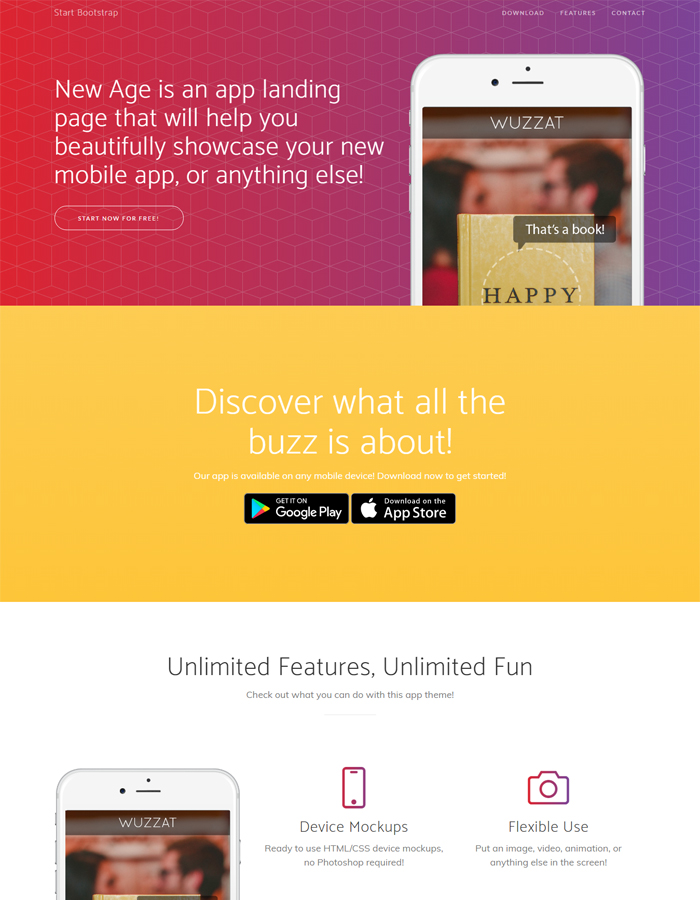 Start Bootstrap
DOWNLOAD FEATURES CONTACT
New Age is an app landing
page that will help you
beautifully showcase your new
mobile app, or anything else!
START NOW FOR FREE!
WUZZAT
That's a book!
HAPPY
Discover what all the
buzz is about!
Our app is available on any mobile device! Download now to get started!
GET IT ON
Google Play
Download on the
App Store
Unlimited Features, Unlimited Fun
Check out what you can do with this app theme!
WUZZAT
Device Mockups
Ready to use HTML/CSS device mockups,
no Photoshop required!
Flexible Use
Put an image, video, animation, or
anything else in the screen!